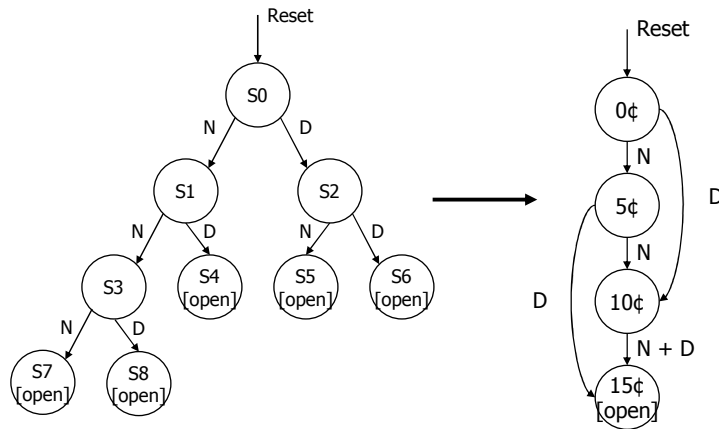 Reset
S0
N
D
S1
S2
N
D
N
D
S3
S4
[open]
S5
[open]
S6
[open]
N
D
S7
[open]
S8
[open]
Reset
0¢
N
D
5¢
N
D
10¢
N + D
15¢
[open]